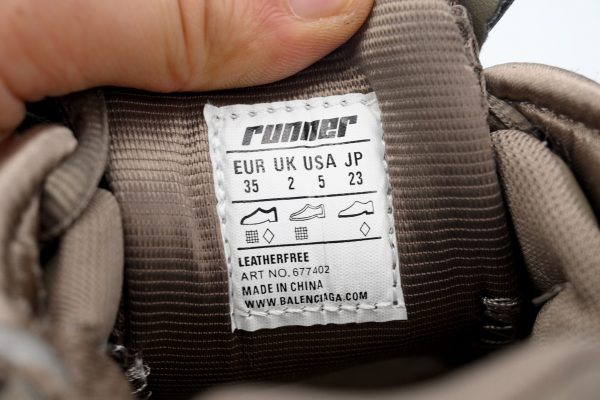 runner
EUR UK USA JP
35 2 5 23
LEATHERFREE
ART NO. 677402
MADE IN CHINA
WWW.BALENCIAGA.COM